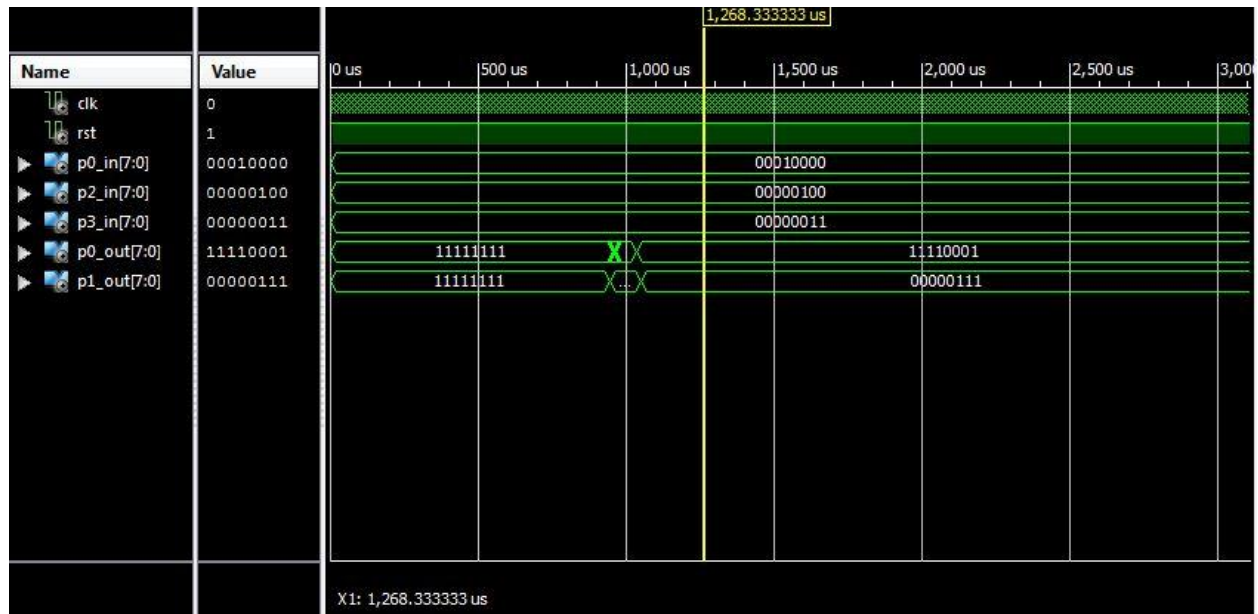 1,268.333333 us
Name Value 0 us 500 us 1,000 us 1,500 us 2,000 us 2,500 us 3,00
clk 0
rst 1
p0_in[7:0] 00010000 00010000
p2_in[7:0] 00000100 00000100
p3_in[7:0] 00000011 00000011
p0_out[7:0] 11110001 11111111 11110001
p1_out[7:0] 00000111 11111111 ... 00000111
X1: 1,268.333333 us